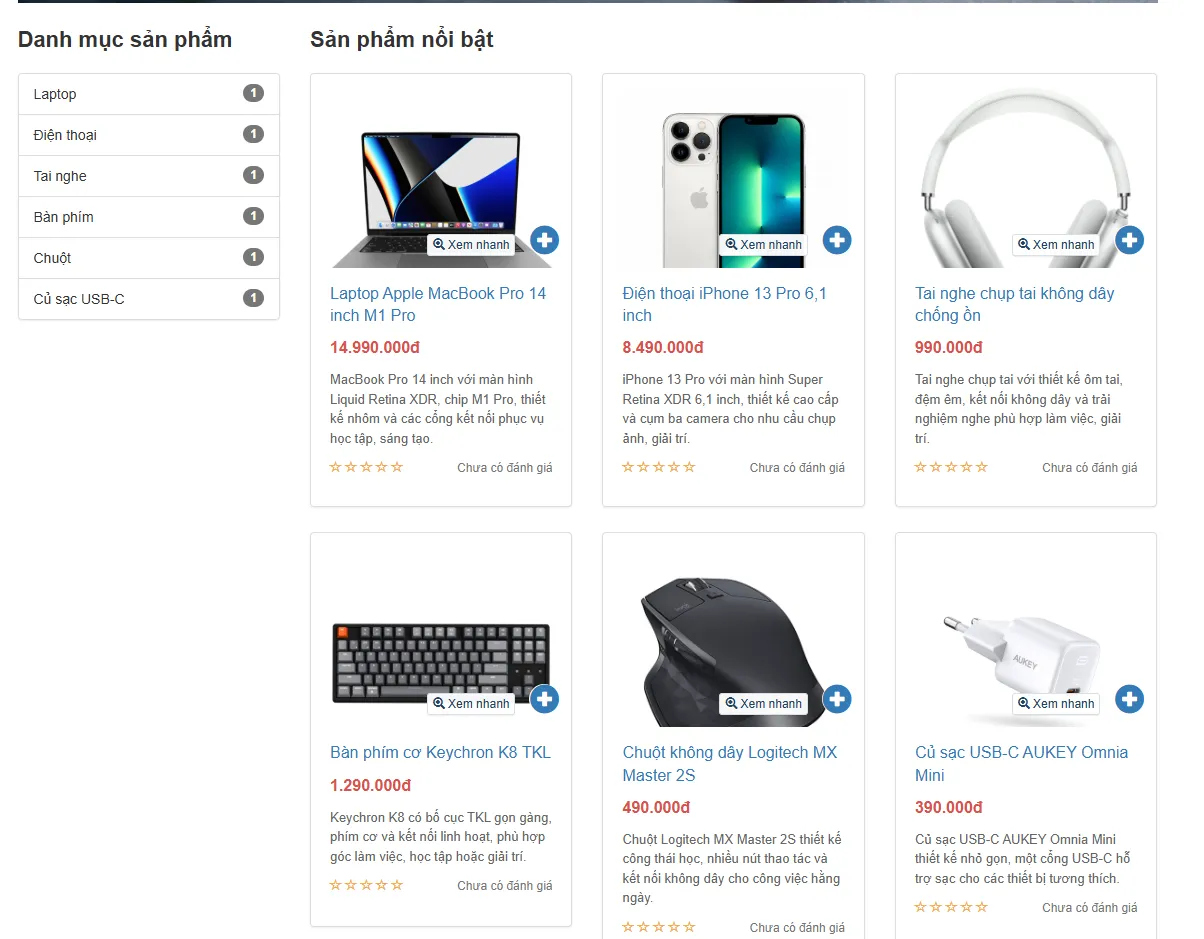 Danh mục sản phẩm
Laptop 1
Điện thoại 1
Tai nghe 1
Bàn phím 1
Chuột 1
Củ sạc USB-C 1
Sản phẩm nổi bật
Xem nhanh
Laptop Apple MacBook Pro 14
inch M1 Pro
14.990.000đ
MacBook Pro 14 inch với màn hình
Liquid Retina XDR, chip M1 Pro, thiết
kế nhôm và các cổng kết nối phục vụ
học tập, sáng tạo.
Chưa có đánh giá
Xem nhanh
Điện thoại iPhone 13 Pro 6,1
inch
8.490.000đ
iPhone 13 Pro với màn hình Super
Retina XDR 6,1 inch, thiết kế cao cấp
và cụm ba camera cho nhu cầu chụp
ảnh, giải trí.
Chưa có đánh giá
Xem nhanh
Tai nghe chụp tai không dây
chống ồn
990.000đ
Tai nghe chụp tai với thiết kế ôm tai,
đệm êm, kết nối không dây và trải
nghiệm nghe phù hợp làm việc, giải
trí.
Chưa có đánh giá
Xem nhanh
Bàn phím cơ Keychron K8 TKL
1.290.000đ
Keychron K8 có bố cục TKL gọn gàng,
phím cơ và kết nối linh hoạt, phù hợp
góc làm việc, học tập hoặc giải trí.
Chưa có đánh giá
Xem nhanh
Chuột không dây Logitech MX
Master 2S
490.000đ
Chuột Logitech MX Master 2S thiết kế
công thái học, nhiều nút thao tác và
kết nối không dây cho công việc hằng
ngày.
Chưa có đánh giá
AUKEY
Xem nhanh
Củ sạc USB-C AUKEY Omnia
Mini
390.000đ
Củ sạc USB-C AUKEY Omnia Mini
thiết kế nhỏ gọn, một cổng USB-C hỗ
trợ sạc cho các thiết bị tương thích.
Chưa có đánh giá